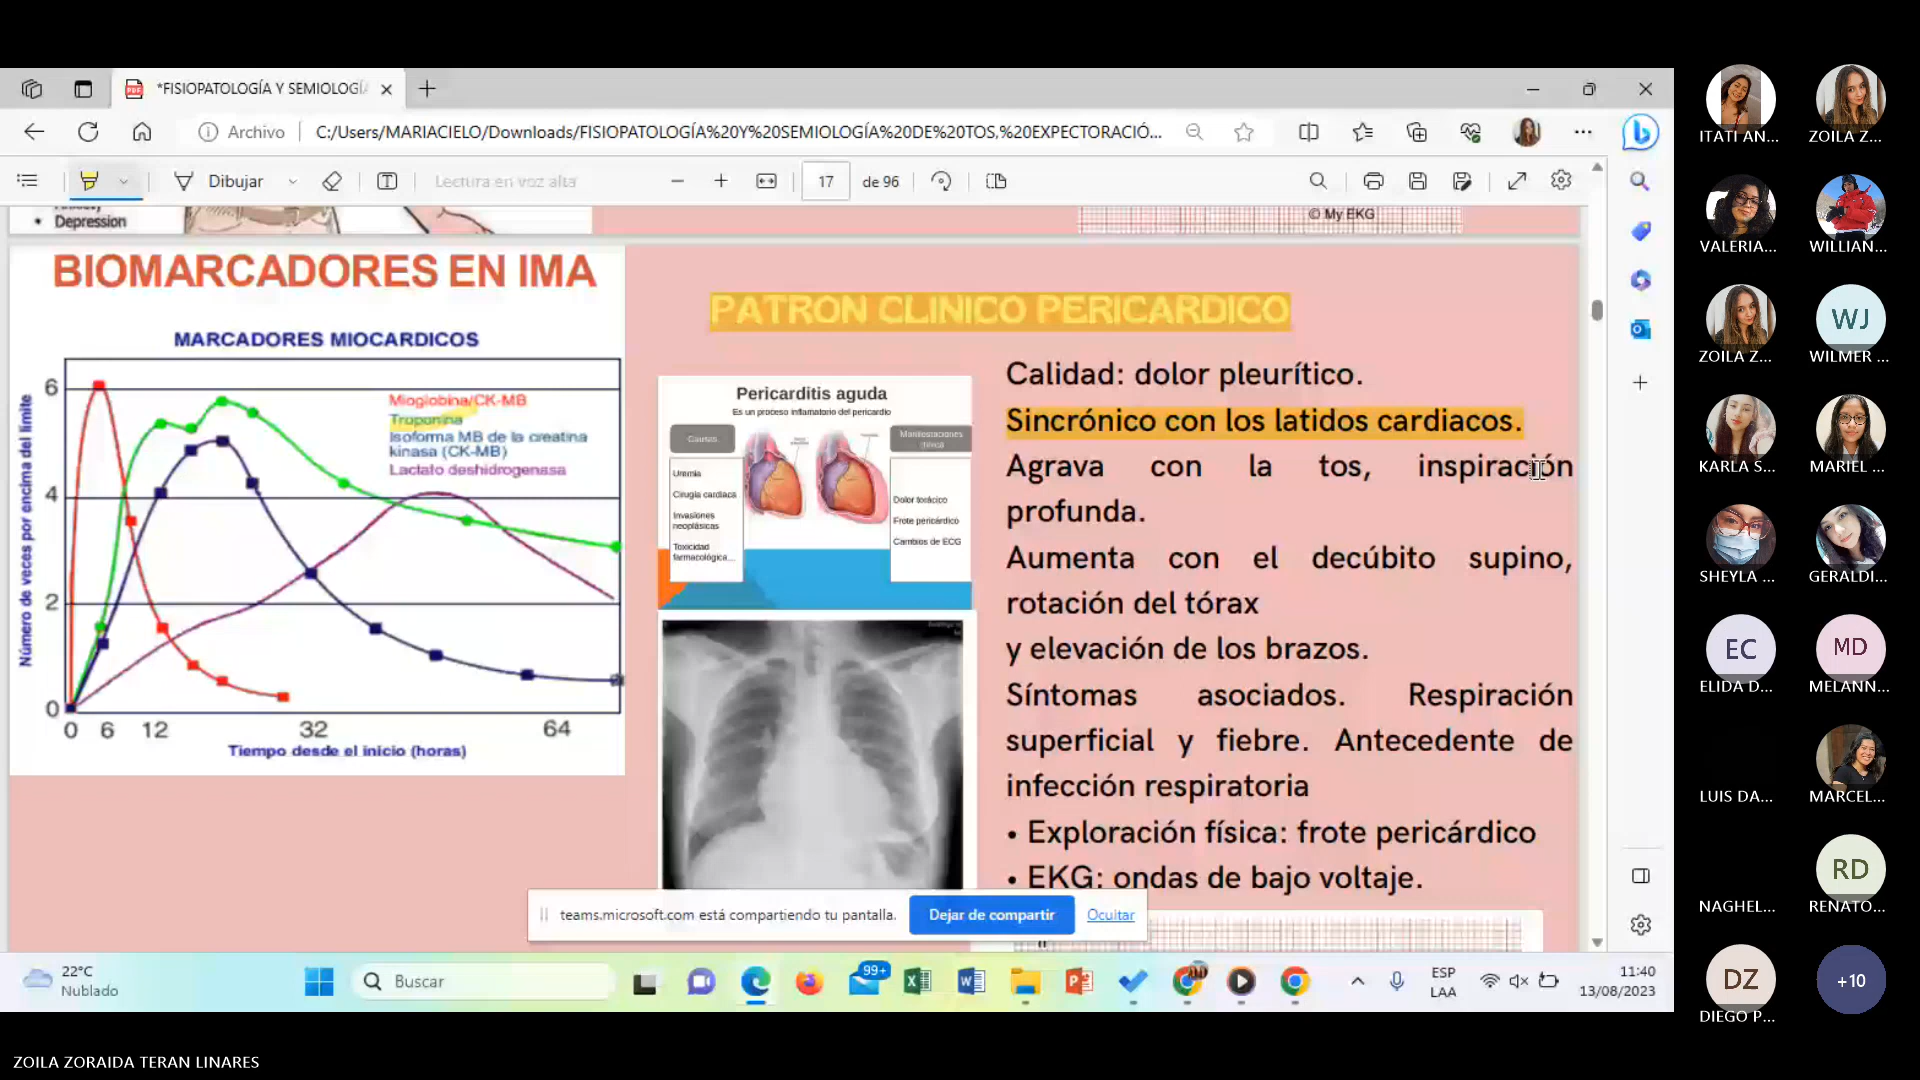 *FISIOPATOLOGÍA Y SEMIOLOGÍA
Archivo
C:/Users/MARIACIELO/Downloads/FISIOPATOLOGÍA%20Y%20SEMIOLOGÍA%20DE%20TOS,%20EXPECTORACIÓ...
Dibujar
Lectura en voz alta
17 de 96
• Depression
© My EKG
BIOMARCADORES EN IMA
MARCADORES MIOCARDICOS
Número de veces por encima del límite
6
4
2
0
Mioglobina/CK-MB
Troponina
Isoforma MB de la creatina
kinasa (CK-MB)
Lactato deshidrogenasa
0 6 12 32 64
Tiempo desde el inicio (horas)
PATRON CLINICO PERICARDICO
Pericarditis aguda
Es un proceso inflamatorio del pericardio
Causas
Uremia
Cirugía cardiaca
Invasiones
neoplásicas
Toxicidad
farmacológica...
Manifestaciones
clínica
Dolor torácico
Frote pericárdico
Cambios de ECG
Calidad: dolor pleurítico.
Sincrónico con los latidos cardiacos.
Agrava con la tos, inspiración
profunda.
Aumenta con el decúbito supino,
rotación del tórax
y elevación de los brazos.
Síntomas asociados. Respiración
superficial y fiebre. Antecedente de
infección respiratoria
• Exploración física: frote pericárdico
• EKG: ondas de bajo voltaje.
II
teams.microsoft.com está compartiendo tu pantalla.
Dejar de compartir
Ocultar
22°C
Nublado
Buscar
99+
ESP
LAA
11:40
13/08/2023
ITATI AN...
ZOILA Z...
VALERIA...
WILLIAN...
ZOILA Z...
WJ
WILMER ...
KARLA S...
MARIEL ...
SHEYLA ...
GERALDI...
EC
ELIDA D...
MD
MELANN...
LUIS DA...
MARCEL...
NAGHEL...
RD
RENATO...
DZ
DIEGO P...
+10
ZOILA ZORAIDA TERAN LINARES